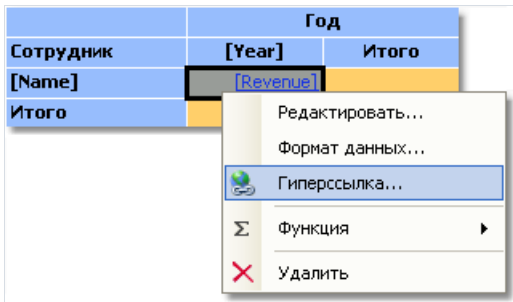 Год
Сотрудник [Year] Итого
[Name] [Revenue]
Итого
Редактировать...
Формат данных...
Гиперссылка...
Σ Функция
Удалить